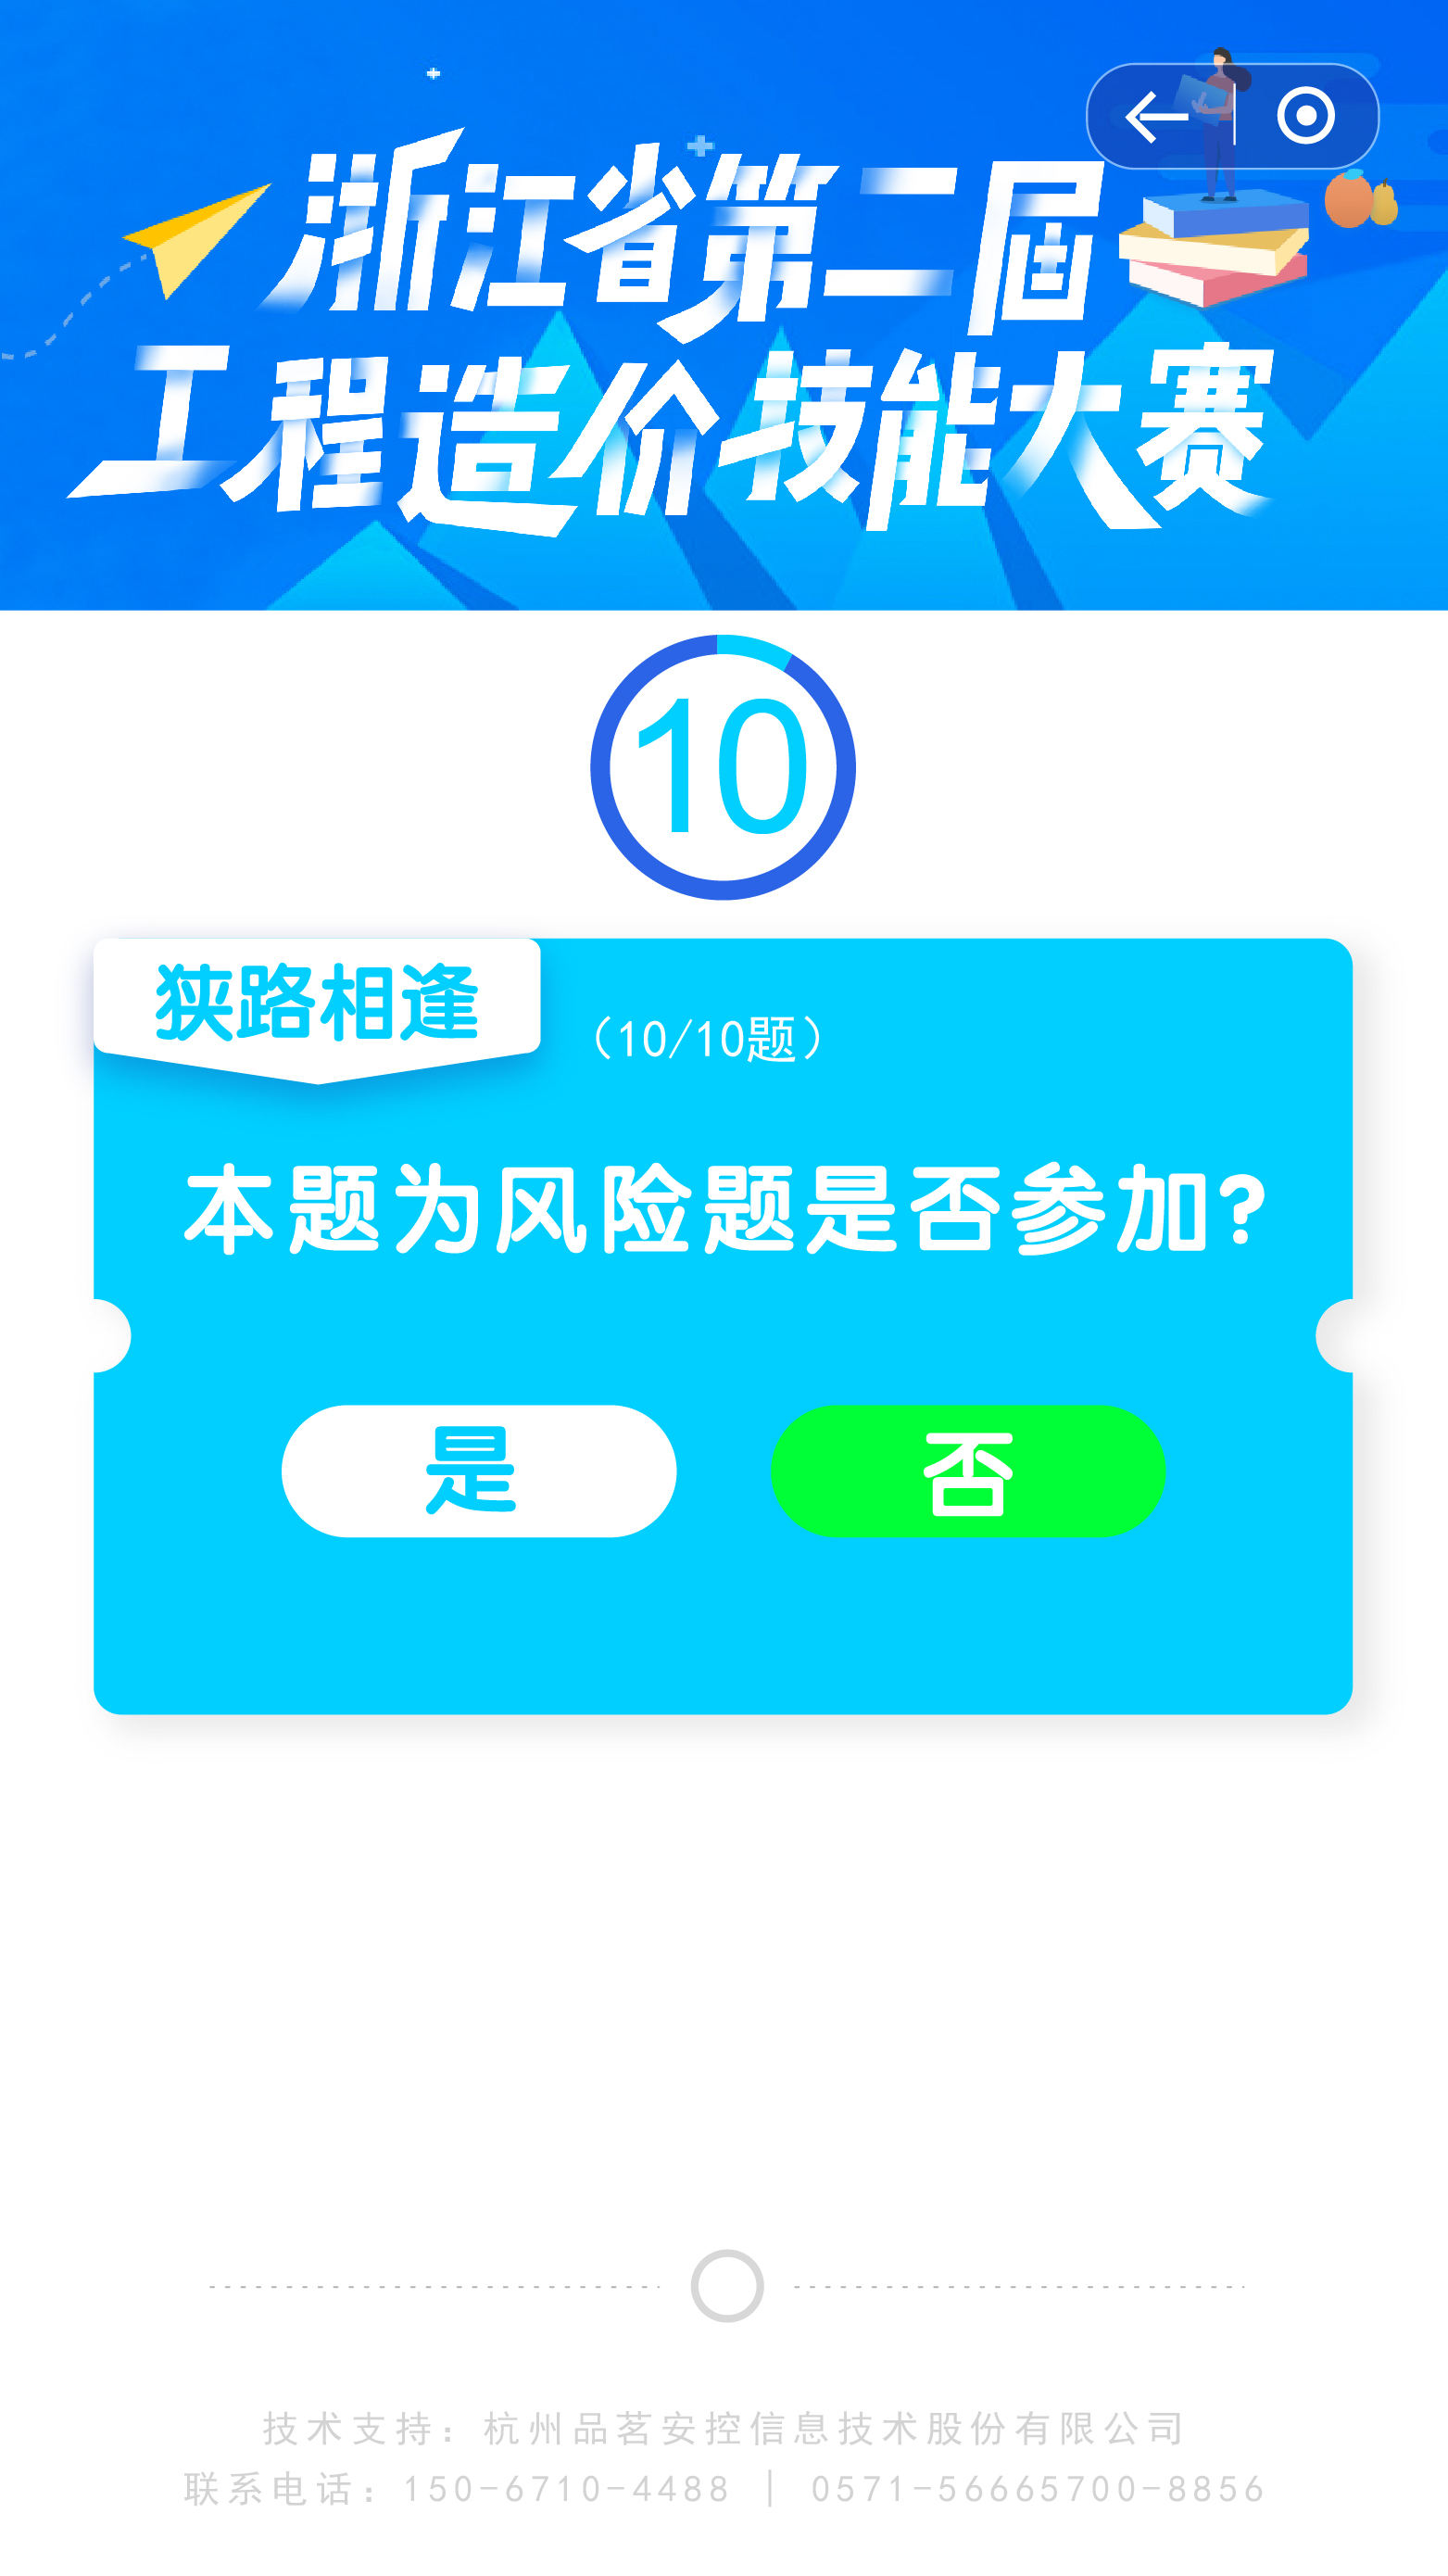 浙江省第二届
工程造价技能大赛
10
狭路相逢
（10/10题）
本题为风险题是否参加?
是
否
技术支持：杭州品茗安控信息技术股份有限公司
联系电话：150-6710-4488 | 0571-56665700-8856